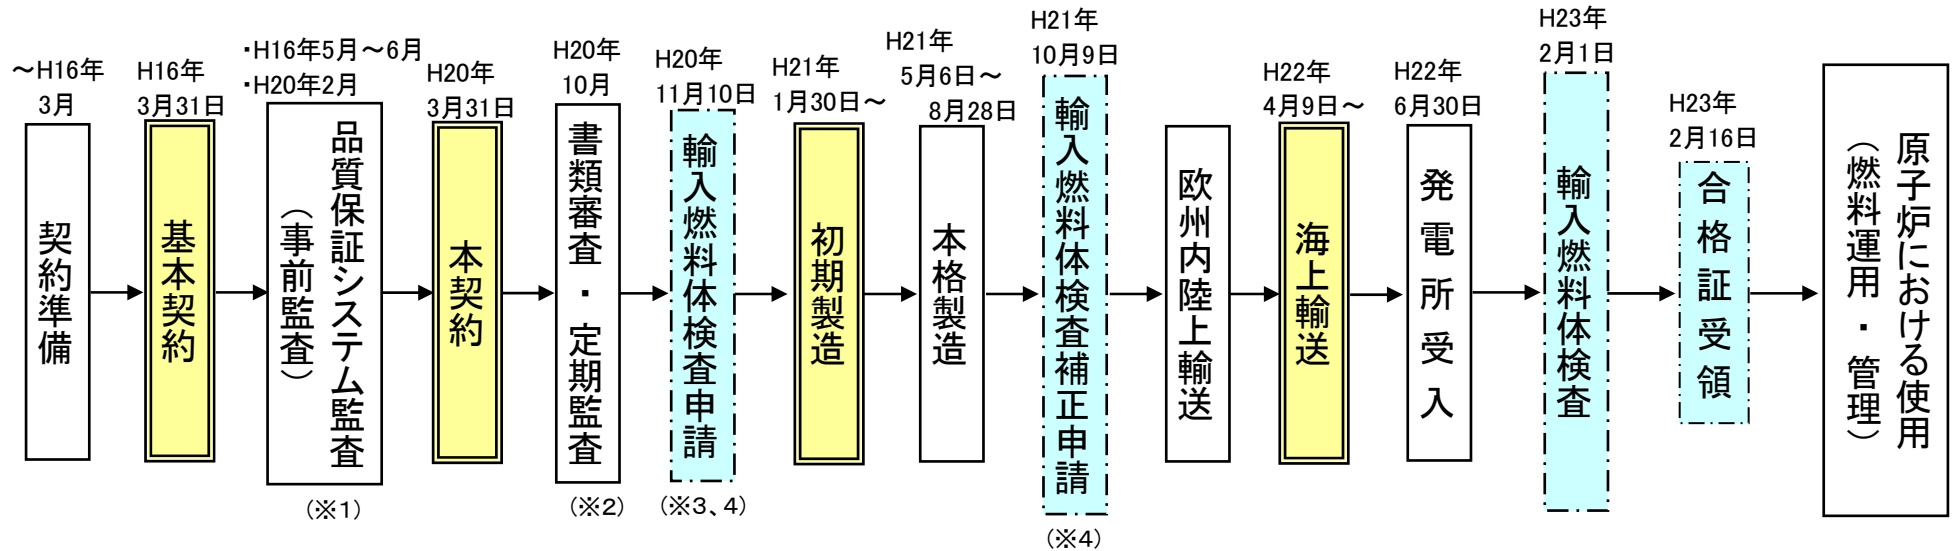 ～H16年
3月
契約準備
H16年
3月31日
基本契約
・H16年5月～6月
・H20年2月
品質保証システム監査
（事前監査）
（※1）
H20年
3月31日
本契約
H20年
10月
書類審査・定期監査
（※2）
H20年
11月10日
輸入燃料体検査申請
（※3、4）
H21年
1月30日～
初期製造
H21年
5月6日～
8月28日
本格製造
H21年
10月9日
輸入燃料体検査補正申請
（※4）
欧州内陸上輸送
H22年
4月9日～
海上輸送
H22年
6月30日
発電所受入
H23年
2月1日
輸入燃料体検査
H23年
2月16日
合格証受領
原子炉における使用
（燃料運用・管理）